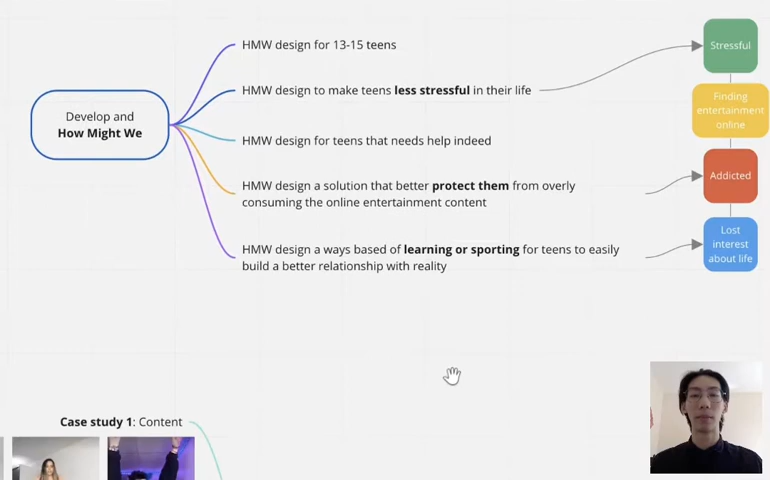 Develop and
How Might We
HMW design for 13-15 teens
HMW design to make teens less stressful in their life
HMW design for teens that needs help indeed
HMW design a solution that better protect them from overly
consuming the online entertainment content
HMW design a ways based of learning or sporting for teens to easily
build a better relationship with reality
Stressful
Finding
entertainment
online
Addicted
Lost
interest
about life
Case study 1: Content